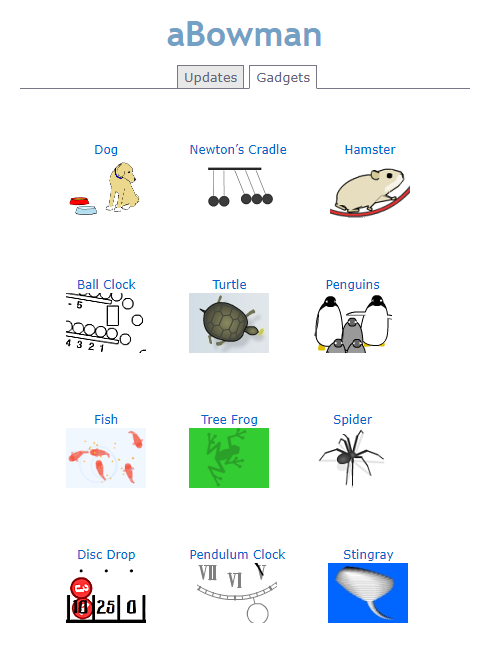 aBowman
Updates Gadgets
Dog Newton's Cradle Hamster
Ball Clock Turtle Penguins
- 5
4 3 2 1
Fish Tree Frog Spider
Disc Drop Pendulum Clock Stingray
VII VI V
10 25 0